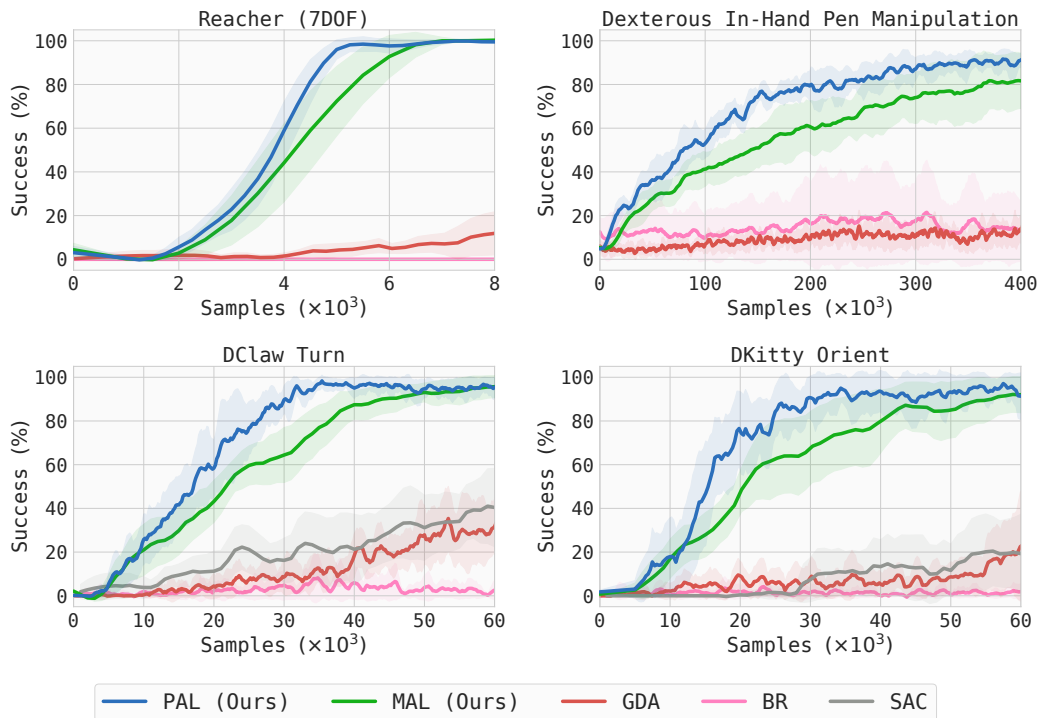 Reacher (7DOF)
Success (%)
100
80
60
40
20
0
0 2 4 6 8
Samples (×10³)
Dexterous In-Hand Pen Manipulation
Success (%)
100
80
60
40
20
0
0 100 200 300 400
Samples (×10³)
DClaw Turn
Success (%)
100
80
60
40
20
0
0 10 20 30 40 50 60
Samples (×10³)
DKitty Orient
Success (%)
100
80
60
40
20
0
0 10 20 30 40 50 60
Samples (×10³)
PAL (Ours) MAL (Ours) GDA BR SAC